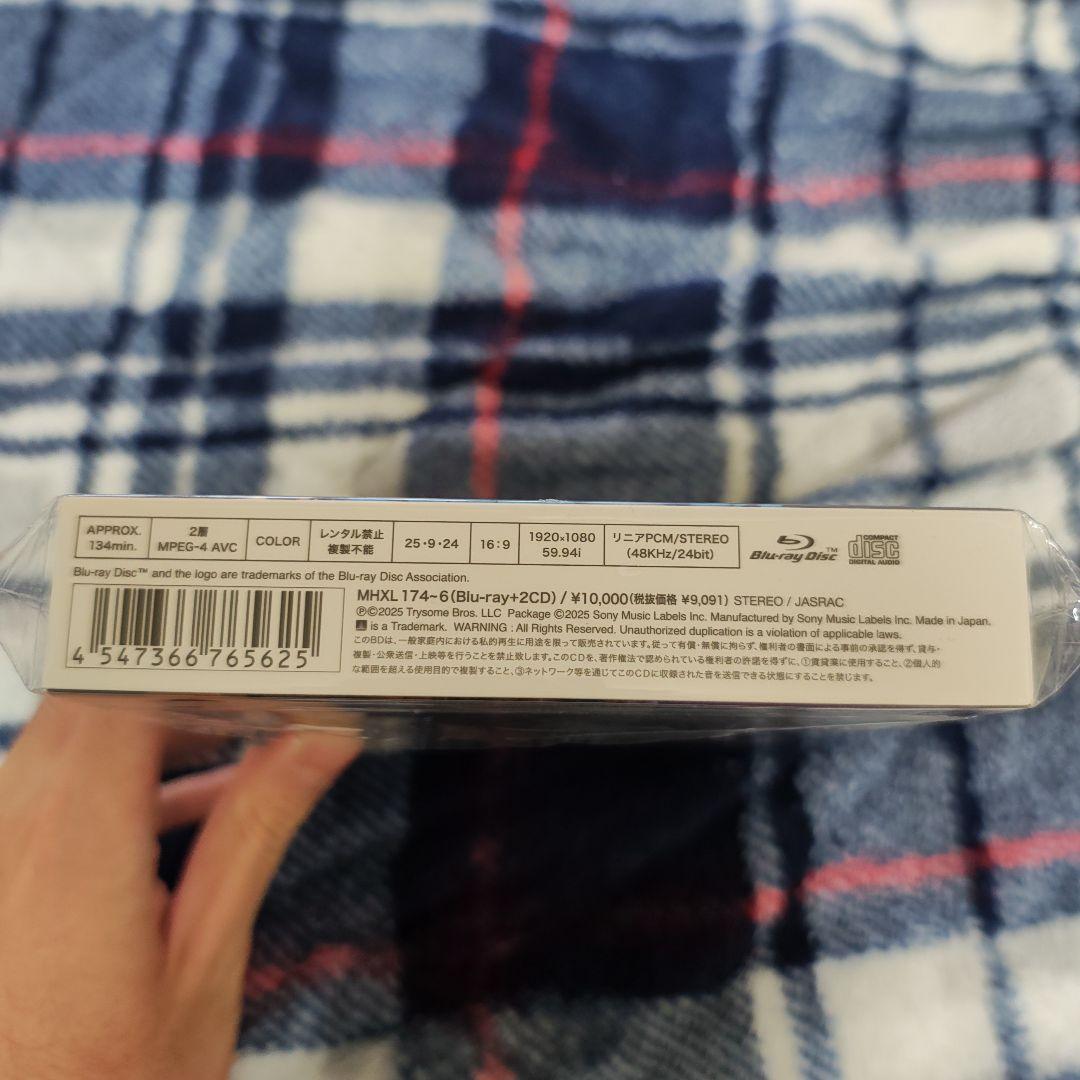 APPROX. 134min.
2層 MPEG-4 AVC
COLOR
レンタル禁止 複製不能
25・9・24
16:9
1920×1080 59.94i
リニアPCM/STEREO (48KHz/24bit)
Blu-ray Disc™
COMPACT disc DIGITAL AUDIO
Blu-ray Disc™ and the logo are trademarks of the Blu-ray Disc Association.
MHXL 174~6(Blu-ray+2CD) / ¥10,000(税抜価格 ¥9,091) STEREO / JASRAC
℗©2025 Trysome Bros. LLC Package ©2025 Sony Music Labels Inc. Manufactured by Sony Music Labels Inc. Made in Japan.
is a Trademark. WARNING : All Rights Reserved. Unauthorized duplication is a violation of applicable laws.
このBDは、一般家庭内における私的再生に用途を限って販売されています。従って有償・無償に拘らず、権利者の書面による事前の承認を得ず、貸与・
複製・公衆送信・上映等を行うことを禁止致します。このCDを、著作権法で認められている権利者の許諾を得ずに、①賃貸業に使用すること、②個人的
な範囲を超える使用目的で複製すること、③ネットワーク等を通じてこのCDに収録された音を送信できる状態にすることを禁じます。
4 547366 765625